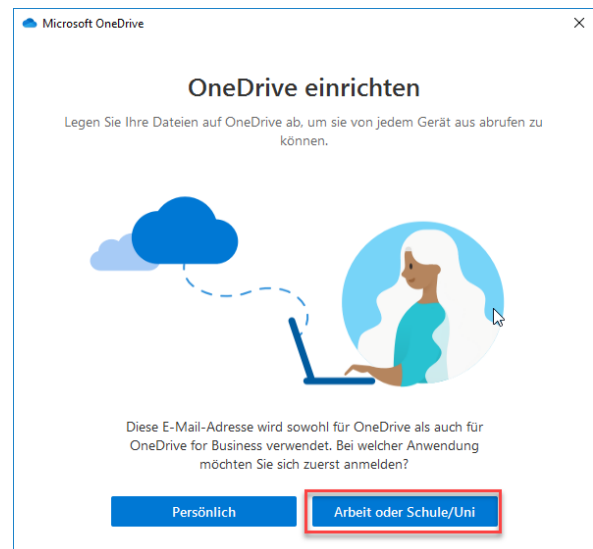 Microsoft OneDrive
OneDrive einrichten
Legen Sie Ihre Dateien auf OneDrive ab, um sie von jedem Gerät aus abrufen zu
können.
Diese E-Mail-Adresse wird sowohl für OneDrive als auch für
OneDrive for Business verwendet. Bei welcher Anwendung
möchten Sie sich zuerst anmelden?
Persönlich
Arbeit oder Schule/Uni